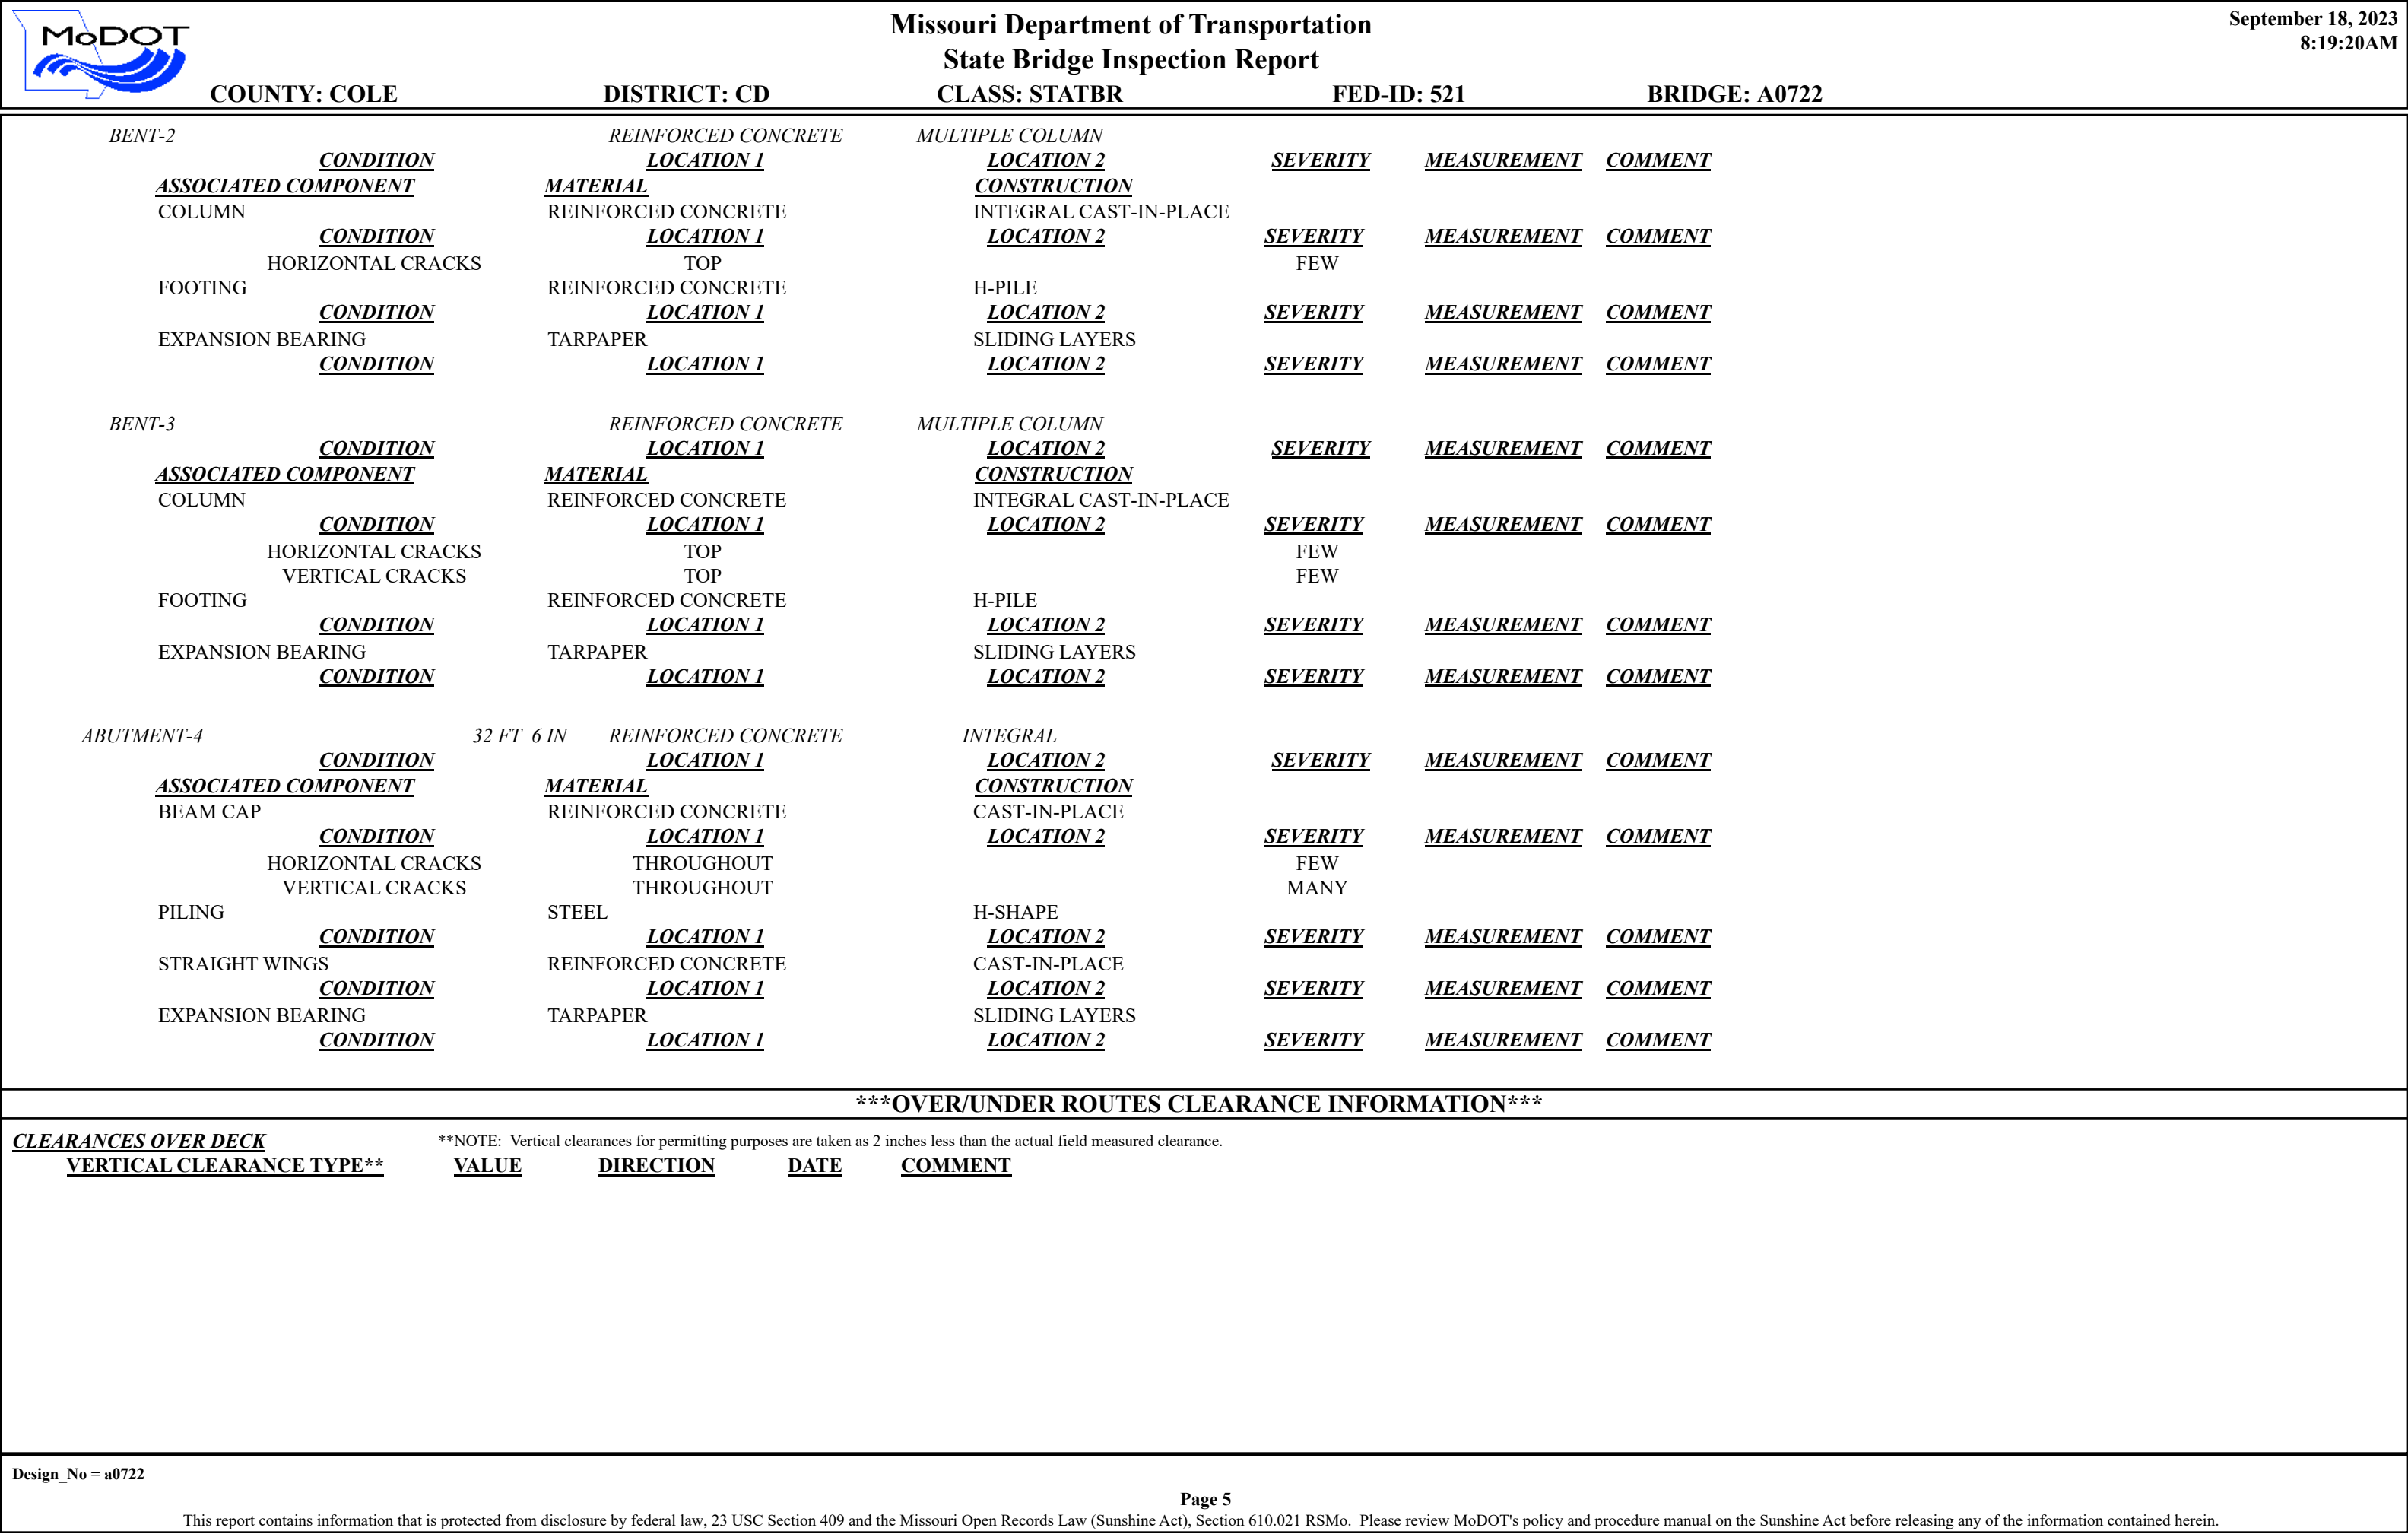 MoDOT
Missouri Department of Transportation
State Bridge Inspection Report
September 18, 2023
8:19:20AM
COUNTY: COLE DISTRICT: CD CLASS: STATBR FED-ID: 521 BRIDGE: A0722
BENT-2 REINFORCED CONCRETE MULTIPLE COLUMN
CONDITION LOCATION 1 LOCATION 2 SEVERITY MEASUREMENT COMMENT
ASSOCIATED COMPONENT MATERIAL CONSTRUCTION
COLUMN REINFORCED CONCRETE INTEGRAL CAST-IN-PLACE
CONDITION LOCATION 1 LOCATION 2 SEVERITY MEASUREMENT COMMENT
HORIZONTAL CRACKS TOP FEW
FOOTING REINFORCED CONCRETE H-PILE
CONDITION LOCATION 1 LOCATION 2 SEVERITY MEASUREMENT COMMENT
EXPANSION BEARING TARPAPER SLIDING LAYERS
CONDITION LOCATION 1 LOCATION 2 SEVERITY MEASUREMENT COMMENT
BENT-3 REINFORCED CONCRETE MULTIPLE COLUMN
CONDITION LOCATION 1 LOCATION 2 SEVERITY MEASUREMENT COMMENT
ASSOCIATED COMPONENT MATERIAL CONSTRUCTION
COLUMN REINFORCED CONCRETE INTEGRAL CAST-IN-PLACE
CONDITION LOCATION 1 LOCATION 2 SEVERITY MEASUREMENT COMMENT
HORIZONTAL CRACKS TOP FEW
VERTICAL CRACKS TOP FEW
FOOTING REINFORCED CONCRETE H-PILE
CONDITION LOCATION 1 LOCATION 2 SEVERITY MEASUREMENT COMMENT
EXPANSION BEARING TARPAPER SLIDING LAYERS
CONDITION LOCATION 1 LOCATION 2 SEVERITY MEASUREMENT COMMENT
ABUTMENT-4 32 FT 6 IN REINFORCED CONCRETE INTEGRAL
CONDITION LOCATION 1 LOCATION 2 SEVERITY MEASUREMENT COMMENT
ASSOCIATED COMPONENT MATERIAL CONSTRUCTION
BEAM CAP REINFORCED CONCRETE CAST-IN-PLACE
CONDITION LOCATION 1 LOCATION 2 SEVERITY MEASUREMENT COMMENT
HORIZONTAL CRACKS THROUGHOUT FEW
VERTICAL CRACKS THROUGHOUT MANY
PILING STEEL H-SHAPE
CONDITION LOCATION 1 LOCATION 2 SEVERITY MEASUREMENT COMMENT
STRAIGHT WINGS REINFORCED CONCRETE CAST-IN-PLACE
CONDITION LOCATION 1 LOCATION 2 SEVERITY MEASUREMENT COMMENT
EXPANSION BEARING TARPAPER SLIDING LAYERS
CONDITION LOCATION 1 LOCATION 2 SEVERITY MEASUREMENT COMMENT
***OVER/UNDER ROUTES CLEARANCE INFORMATION***
CLEARANCES OVER DECK **NOTE: Vertical clearances for permitting purposes are taken as 2 inches less than the actual field measured clearance.
VERTICAL CLEARANCE TYPE** VALUE DIRECTION DATE COMMENT
Design_No = a0722
Page 5
This report contains information that is protected from disclosure by federal law, 23 USC Section 409 and the Missouri Open Records Law (Sunshine Act), Section 610.021 RSMo. Please review MoDOT's policy and procedure manual on the Sunshine Act before releasing any of the information contained herein.